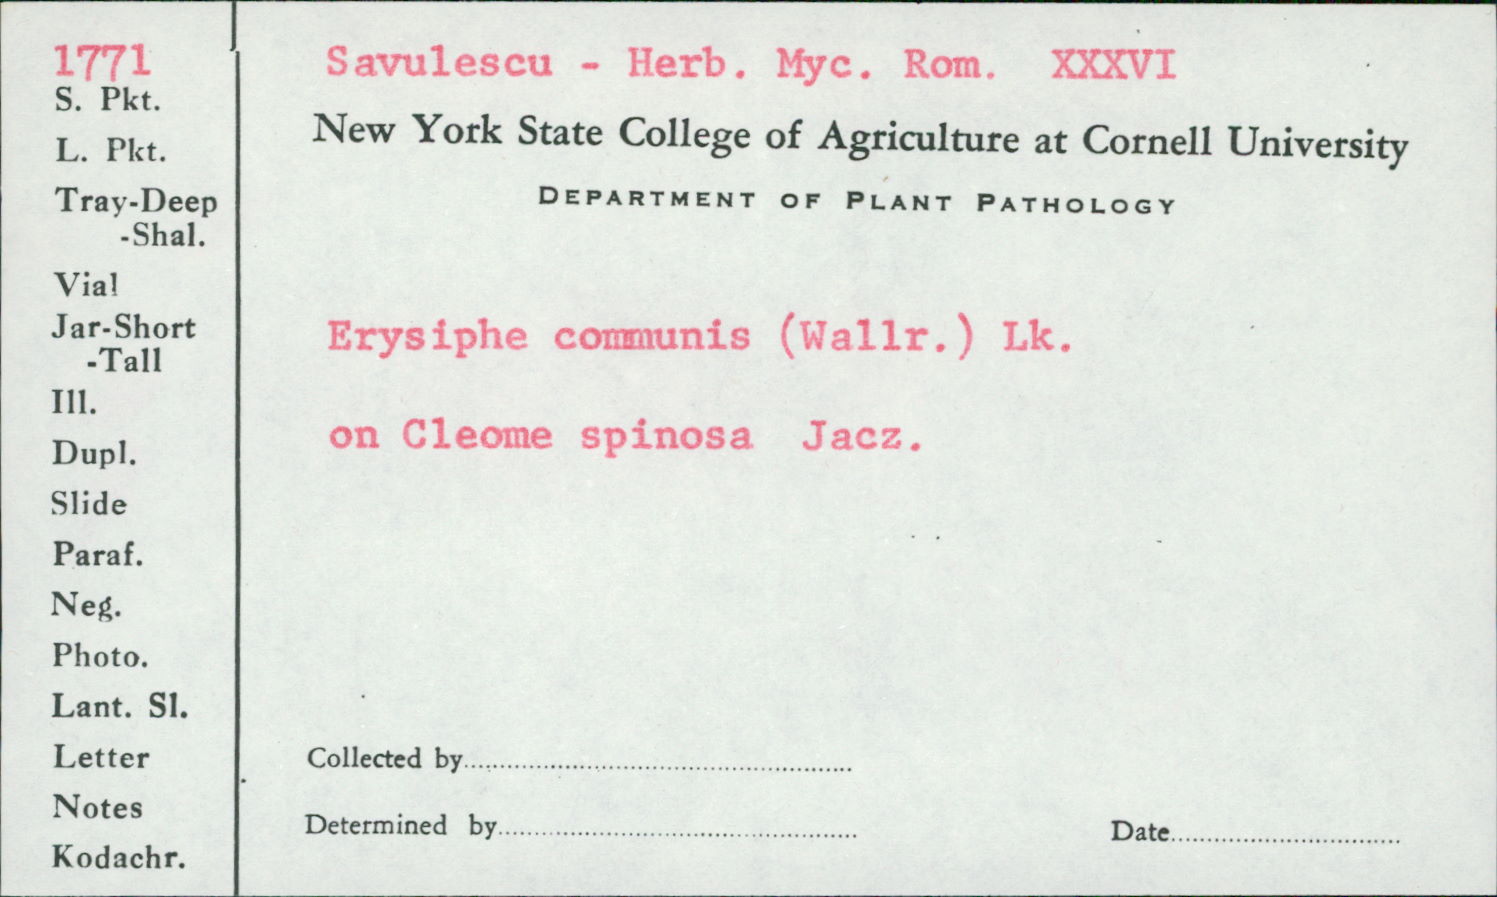 1771
S. Pkt.
L. Pkt.
Tray-Deep
-Shal.
Vial
Jar-Short
-Tall
Ill.
Dupl.
Slide
Paraf.
Neg.
Photo.
Lant. Sl.
Letter
Notes
Kodachr.
Savulescu - Herb. Myc. Rom. XXXVI
New York State College of Agriculture at Cornell University
DEPARTMENT OF PLANT PATHOLOGY
Erysiphe communis (Wallr.) Lk.
on Cleome spinosa Jacz.
Collected by
Determined by
Date